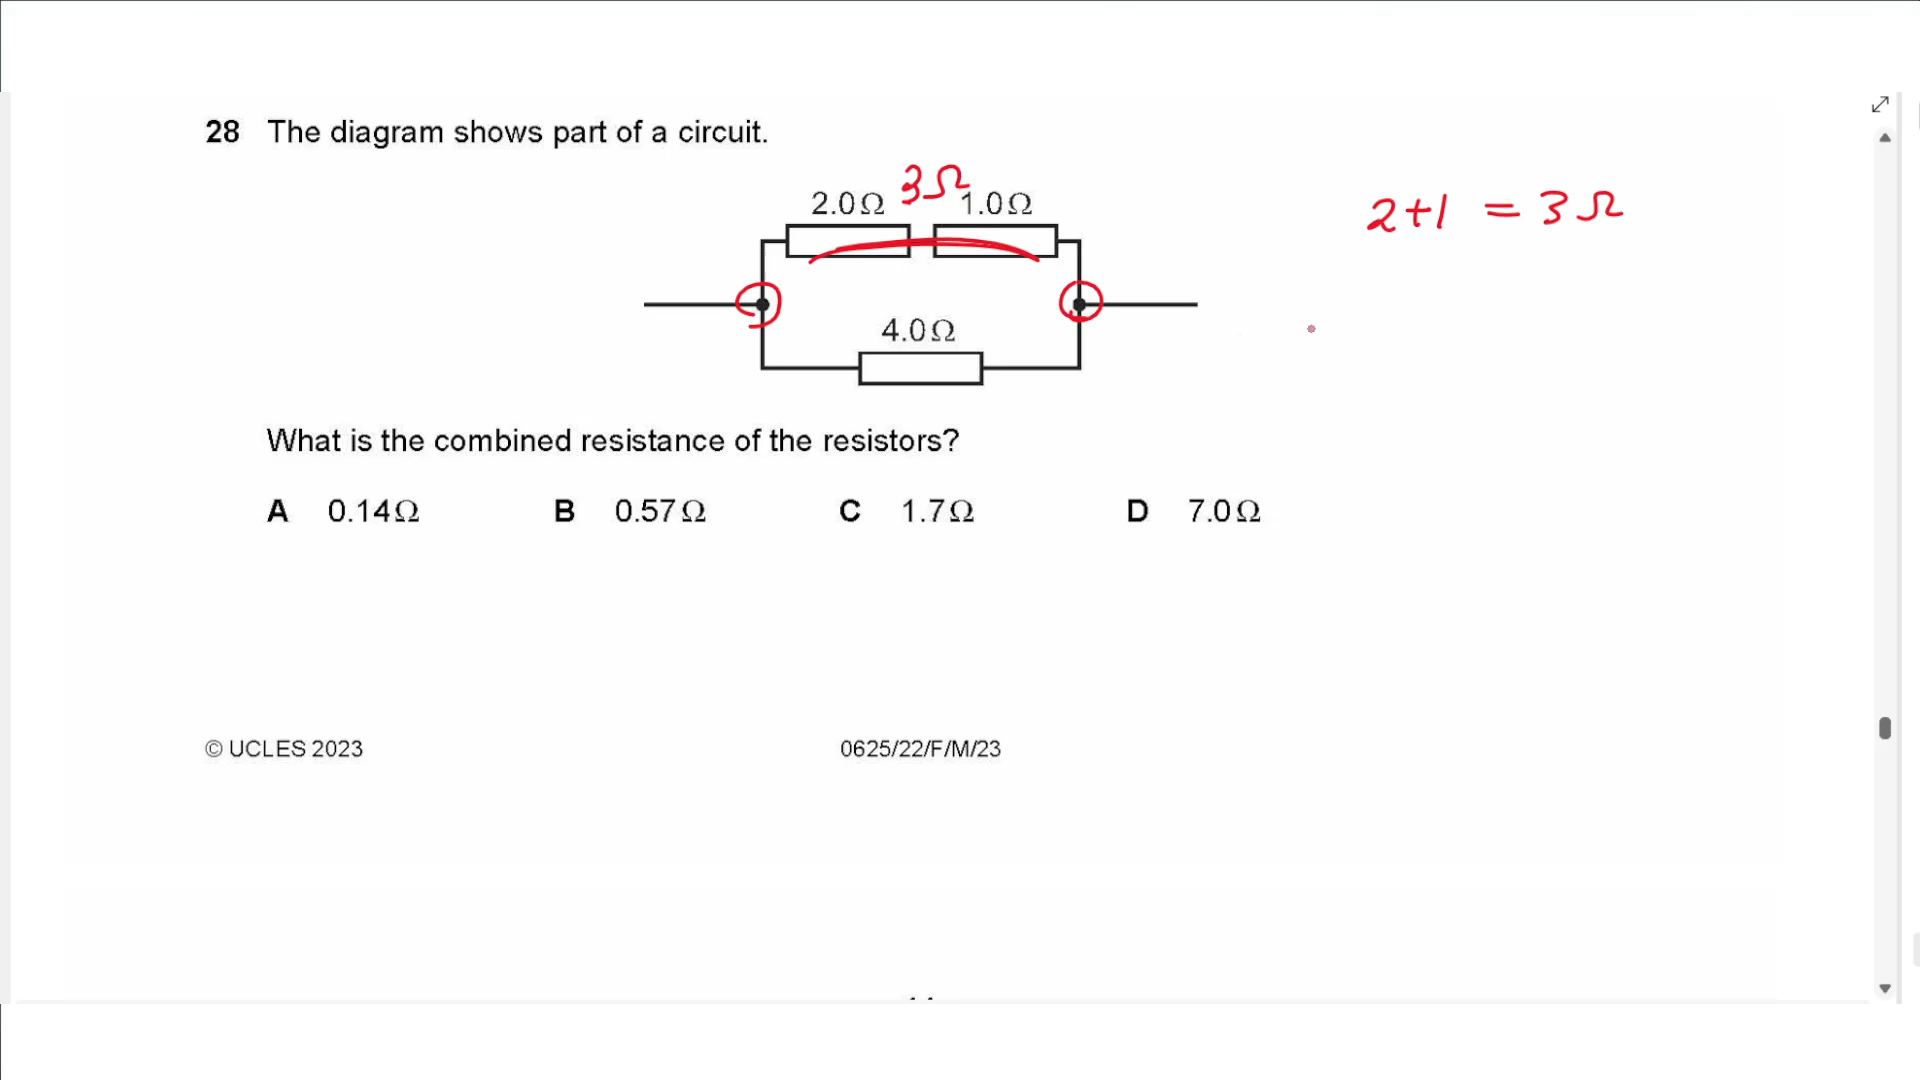 28 The diagram shows part of a circuit.
3Ω
2.0Ω 1.0Ω
2+1 = 3Ω
4.0Ω
What is the combined resistance of the resistors?
A 0.14Ω B 0.57Ω C 1.7Ω D 7.0Ω
© UCLES 2023 0625/22/F/M/23